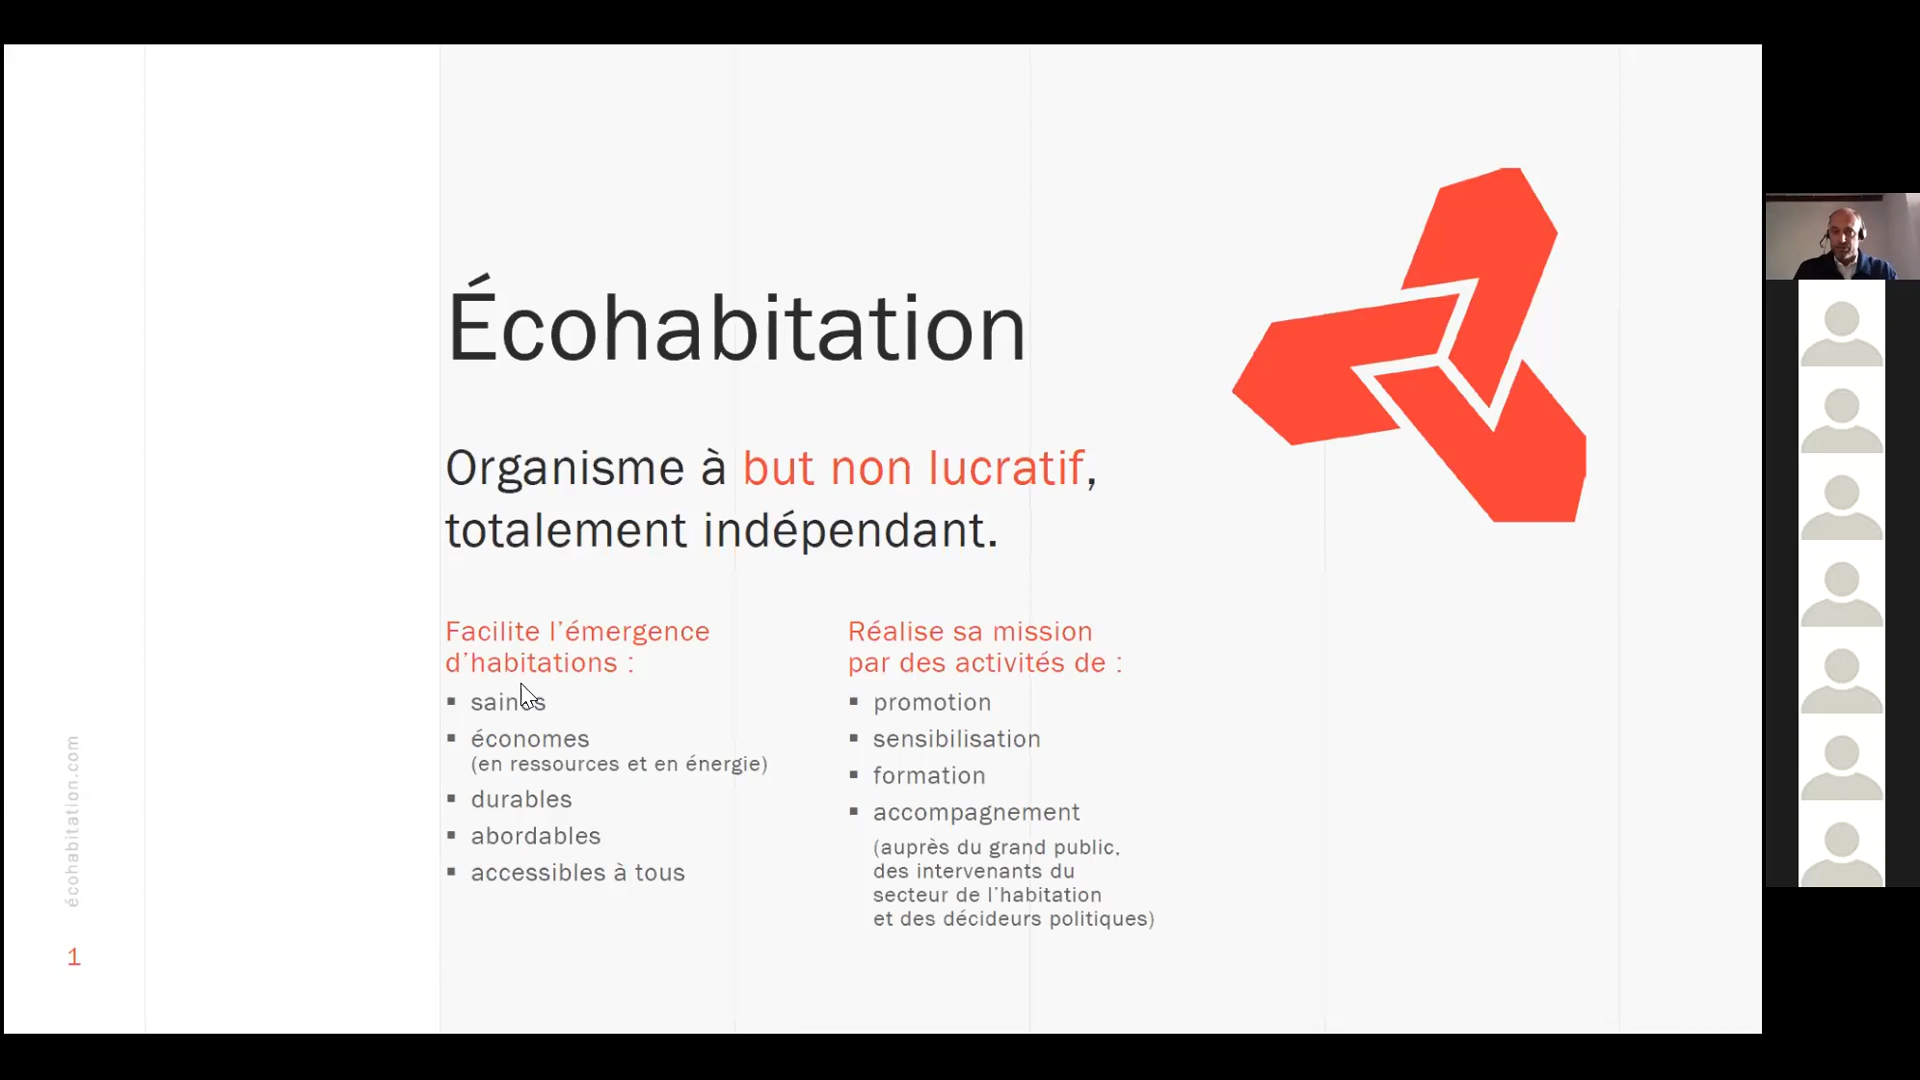 Écohabitation
Organisme à but non lucratif,
totalement indépendant.
Facilite l'émergence
d'habitations :
▪ saines
▪ économes
(en ressources et en énergie)
▪ durables
▪ abordables
▪ accessibles à tous
Réalise sa mission
par des activités de :
▪ promotion
▪ sensibilisation
▪ formation
▪ accompagnement
(auprès du grand public,
des intervenants du
secteur de l'habitation
et des décideurs politiques)
écohabitation.com
1